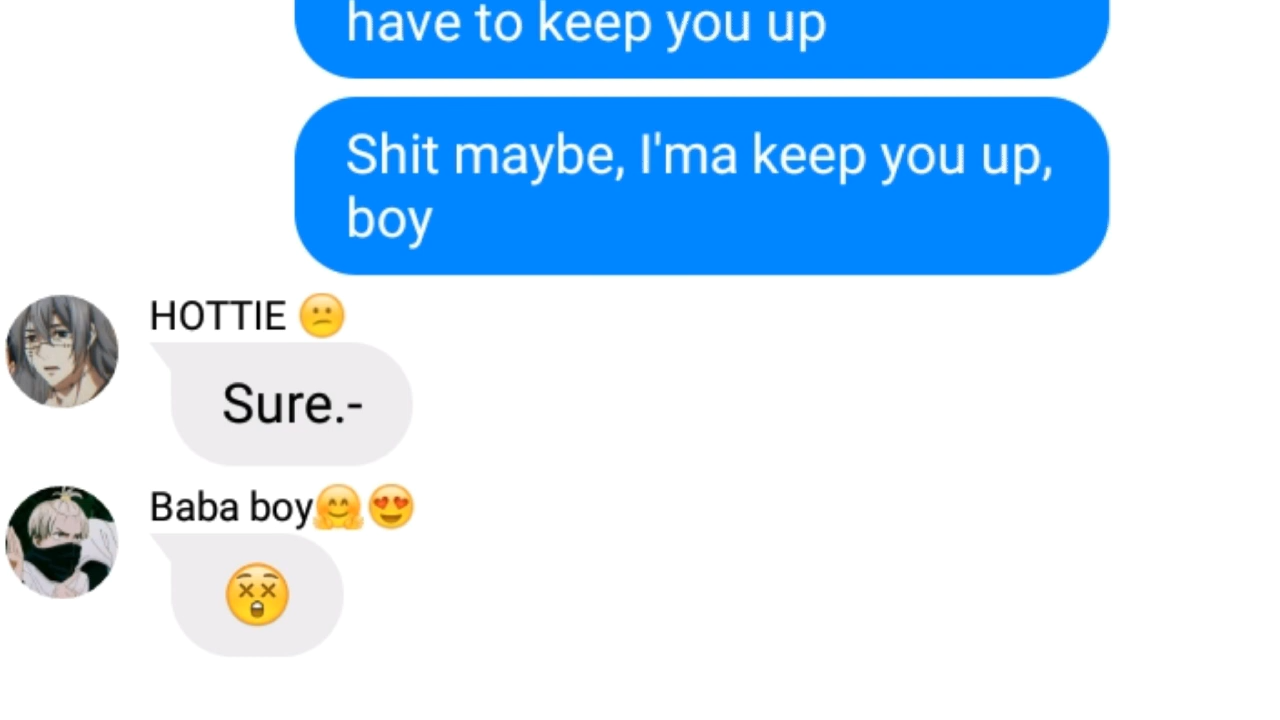 have to keep you up
Shit maybe, I'ma keep you up,
boy
HOTTIE 😕
Sure.-
Baba boy🤗😍
😲